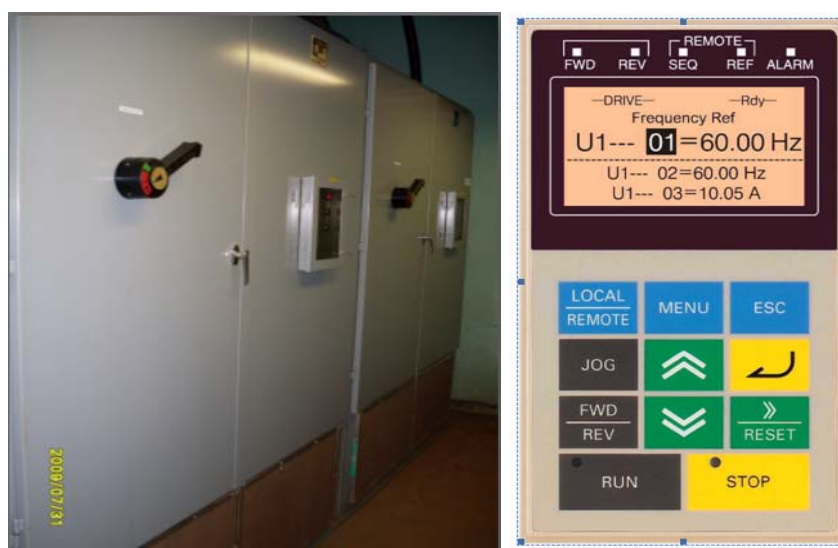 2009/07/31
REMOTE
FWD REV SEQ REF ALARM
—DRIVE— —Rdy—
Frequency Ref
U1--- 01=60.00 Hz
U1--- 02=60.00 Hz
U1--- 03=10.05 A
LOCAL
REMOTE
MENU
ESC
JOG
FWD
REV
RESET
RUN
STOP